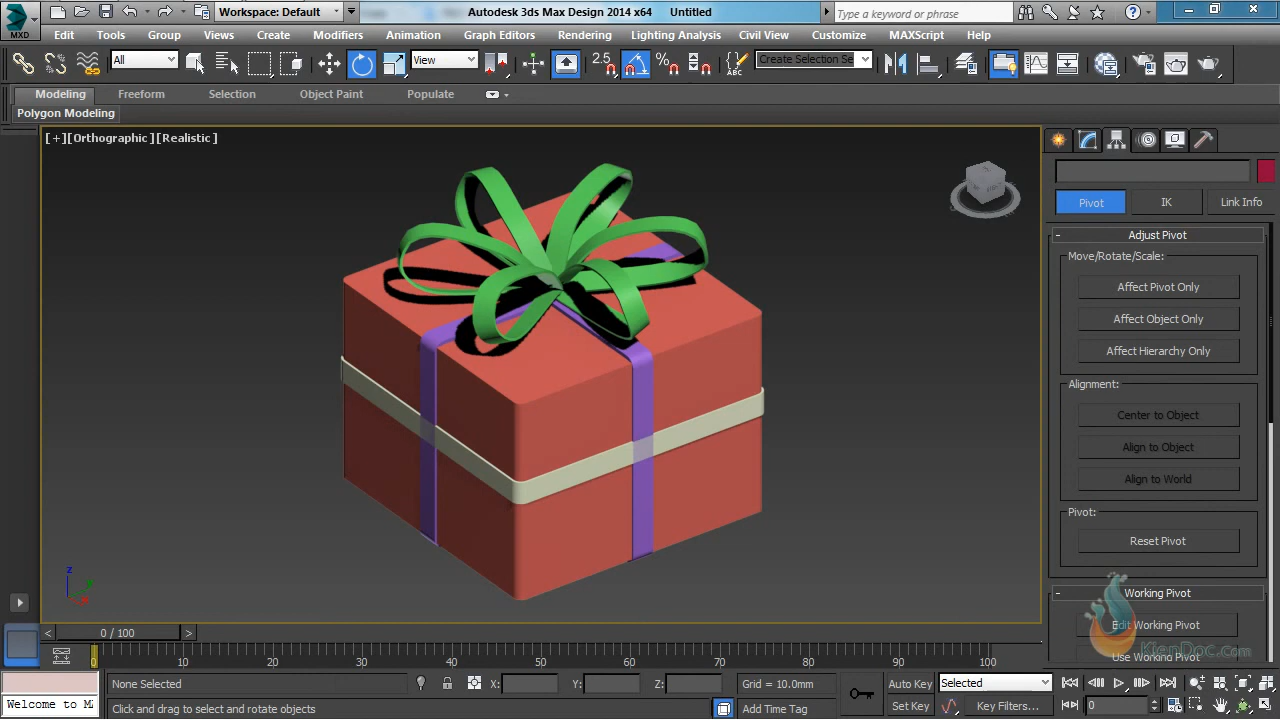 MXD
Workspace: Default
Autodesk 3ds Max Design 2014 x64
Untitled
Type a keyword or phrase
Edit Tools Group Views Create Modifiers Animation Graph Editors Rendering Lighting Analysis Civil View Customize MAXScript Help
All
View
2.5
%
ABC
Create Selection Se
Modeling Freeform Selection Object Paint Populate
Polygon Modeling
[+][Orthographic][Realistic]
Pivot IK Link Info
- Adjust Pivot
Move/Rotate/Scale:
Affect Pivot Only
Affect Object Only
Affect Hierarchy Only
Alignment:
Center to Object
Align to Object
Align to World
Pivot:
Reset Pivot
- Working Pivot
Edit Working Pivot
Use Working Pivot
KienDoc.Com
z
< 0 / 100 >
0 10 20 30 40 50 60 70 80 90 100
None Selected X: Y: Z: Grid = 10.0mm Auto Key Selected
Welcome to M
Click and drag to select and rotate objects Add Time Tag Set Key Key Filters... 0